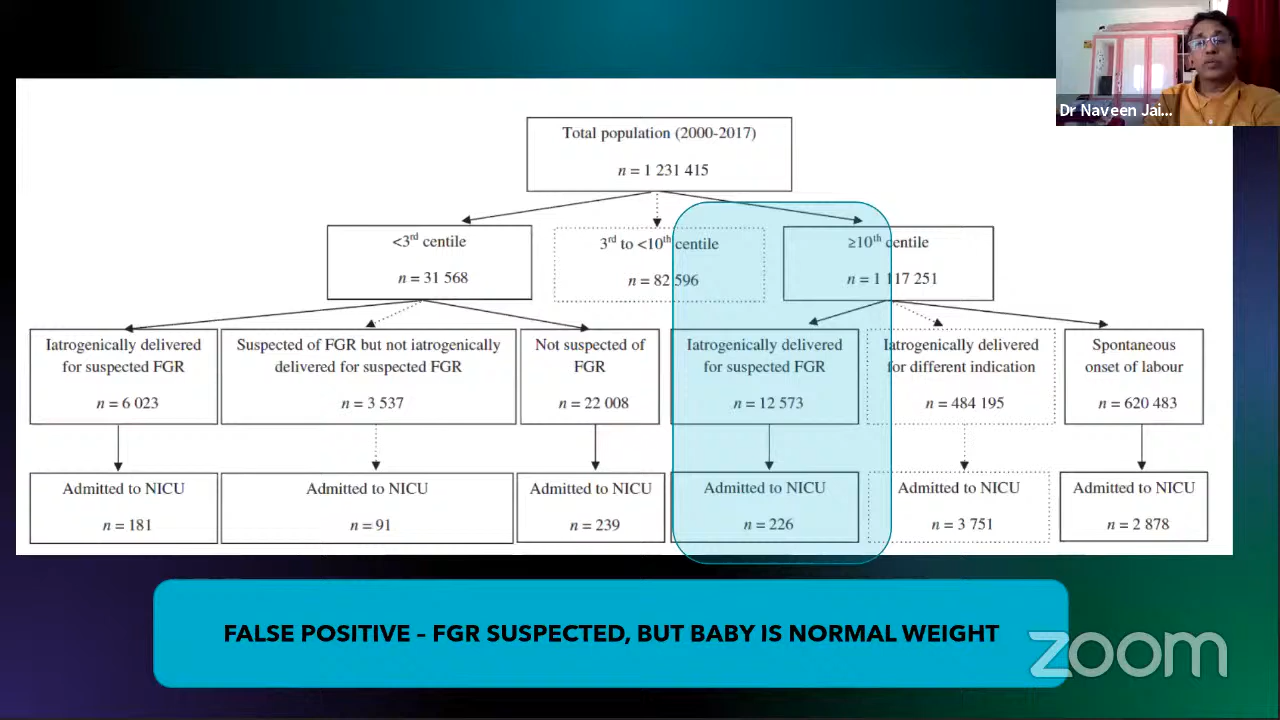 Dr Naveen Jai...
Total population (2000-2017)
n = 1 231 415
<3rd centile
n = 31 568
3rd to <10th centile
n = 82 596
≥10th centile
n = 1 117 251
Iatrogenically delivered
for suspected FGR
n = 6 023
Suspected of FGR but not iatrogenically
delivered for suspected FGR
n = 3 537
Not suspected of
FGR
n = 22 008
Iatrogenically delivered
for suspected FGR
n = 12 573
Iatrogenically delivered
for different indication
n = 484 195
Spontaneous
onset of labour
n = 620 483
Admitted to NICU
n = 181
Admitted to NICU
n = 91
Admitted to NICU
n = 239
Admitted to NICU
n = 226
Admitted to NICU
n = 3 751
Admitted to NICU
n = 2 878
FALSE POSITIVE – FGR SUSPECTED, BUT BABY IS NORMAL WEIGHT
zoom